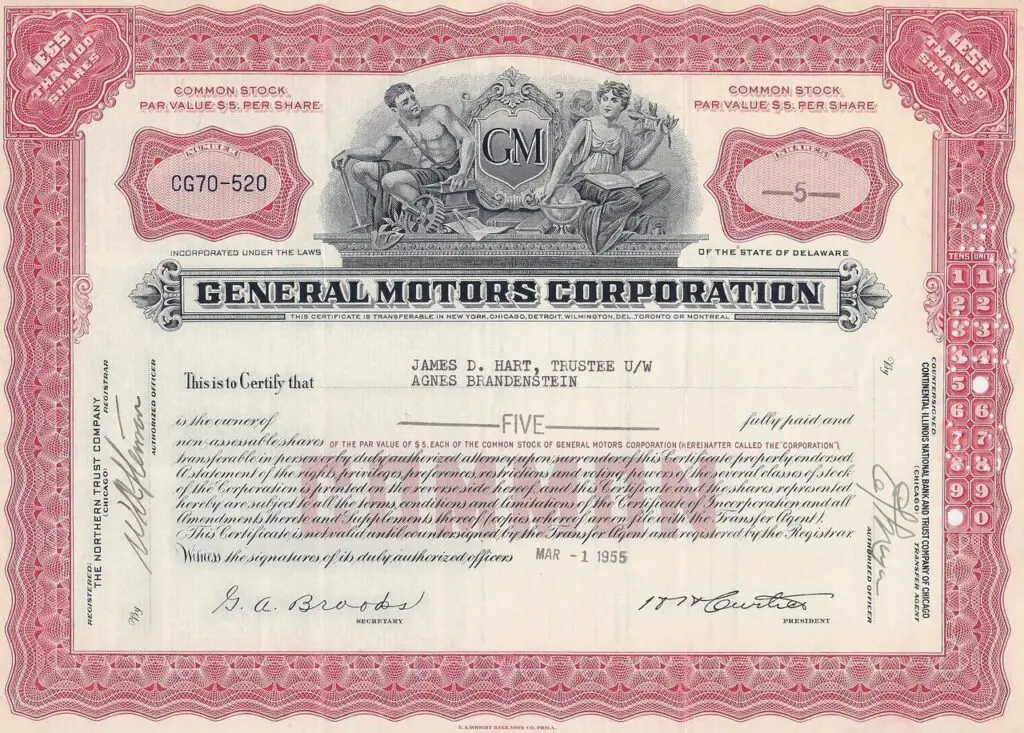 LESS THAN 100 SHARES
LESS THAN 100 SHARES
COMMON STOCK
PAR VALUE $5. PER SHARE
COMMON STOCK
PAR VALUE $5. PER SHARE
GM
NUMBER
CG70-520
SHARES
5
INCORPORATED UNDER THE LAWS
OF THE STATE OF DELAWARE
GENERAL MOTORS CORPORATION
THIS CERTIFICATE IS TRANSFERABLE IN NEW YORK, CHICAGO, DETROIT, WILMINGTON, DEL., TORONTO OR MONTREAL
TENS UNIT
1 1
2 2
3 3
4 4
5
6 6
7 7
8 8
9 9
0
JAMES D. HART, TRUSTEE U/W
This is to Certify that AGNES BRANDENSTEIN
is the owner of FIVE fully paid and
non-assessable shares OF THE PAR VALUE OF $5, EACH OF THE COMMON STOCK OF GENERAL MOTORS CORPORATION (HEREINAFTER CALLED THE "CORPORATION"),
transferable in person or by duly authorized attorney upon surrender of this Certificate properly endorsed.
A statement of the rights, privileges, preferences, restrictions and voting power of the several classes of stock
of the Corporation is printed on the reverse side hereof, and this Certificate and the shares represented
hereby are subject to all the terms, conditions and limitations of the Certificate of Incorporation and all
Amendments thereto and Supplements thereof (copies whereof are on file with the Transfer Agent).
This Certificate is not valid until countersigned by the Transfer Agent and registered by the Registrar.
COMMON
Witness the signatures of its duly authorized officers MAR -1 1955
G. A. Brooks
SECRETARY
H H Curtice
PRESIDENT
REGISTERED:
THE NORTHERN TRUST COMPANY
(CHICAGO) REGISTRAR
By
AUTHORIZED OFFICER
COUNTERSIGNED:
CONTINENTAL ILLINOIS NATIONAL BANK AND TRUST COMPANY OF CHICAGO
(CHICAGO) TRANSFER AGENT
By
AUTHORIZED OFFICER
E. A. WRIGHT BANK NOTE CO. PHILA.